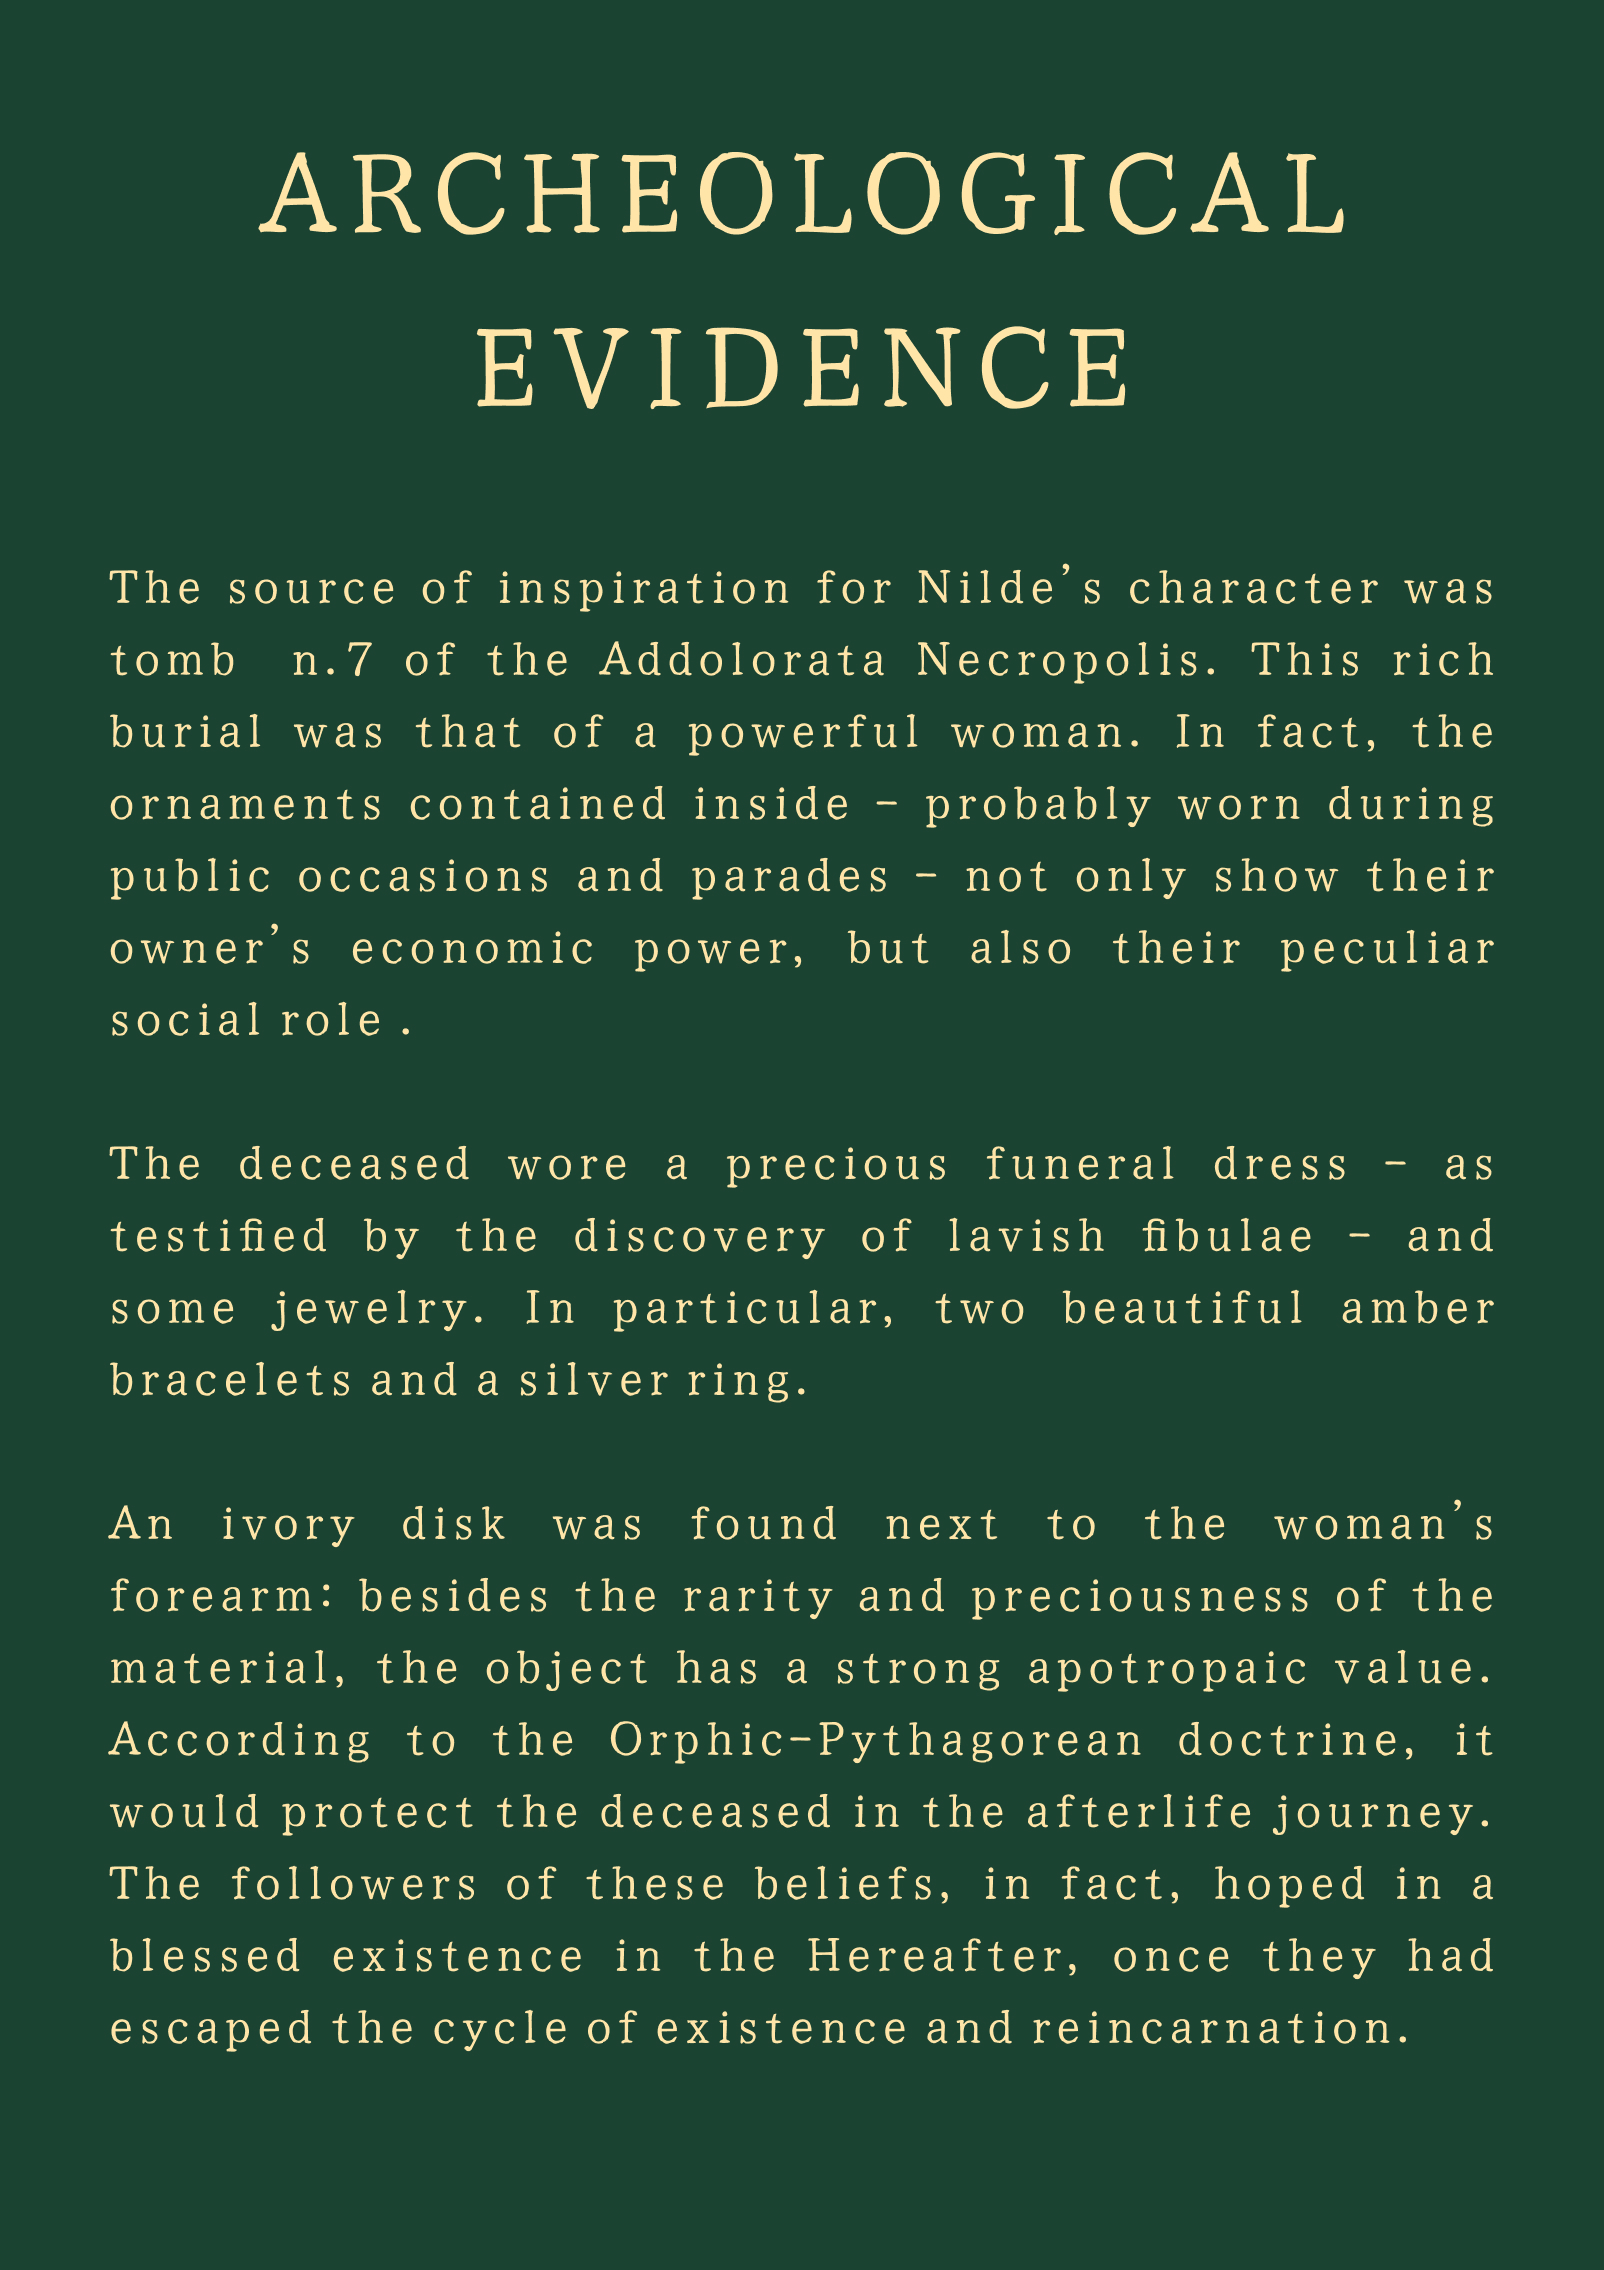 ARCHEOLOGICAL
EVIDENCE
The source of inspiration for Nilde’s character was
tomb n.7 of the Addolorata Necropolis. This rich
burial was that of a powerful woman. In fact, the
ornaments contained inside – probably worn during
public occasions and parades – not only show their
owner’s economic power, but also their peculiar
social role .
The deceased wore a precious funeral dress – as
testified by the discovery of lavish fibulae – and
some jewelry. In particular, two beautiful amber
bracelets and a silver ring.
An ivory disk was found next to the woman’s
forearm: besides the rarity and preciousness of the
material, the object has a strong apotropaic value.
According to the Orphic-Pythagorean doctrine, it
would protect the deceased in the afterlife journey.
The followers of these beliefs, in fact, hoped in a
blessed existence in the Hereafter, once they had
escaped the cycle of existence and reincarnation.